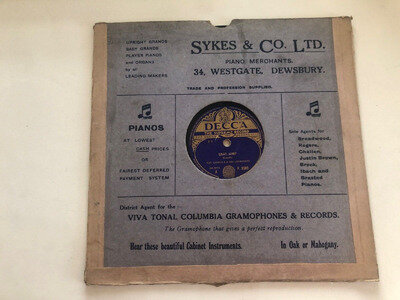 UPRIGHT GRANDS
BABY GRANDS
PLAYER PIANOS
and ORGANS
by all
LEADING MAKERS.
SYKES & CO. LTD.
PIANO MERCHANTS.
34, WESTGATE, DEWSBURY.
TRADE AND PROFESSION SUPPLIED.
PIANOS
AT LOWEST
CASH PRICES
OR
FAIREST DEFERRED
PAYMENT SYSTEM
DECCA
Sole Agents for
Broadwood,
Rogers,
Challen,
Justin Brown,
Brock,
Ibach and
Brasted
Pianos.
District Agent for the
VIVA TONAL COLUMBIA GRAMOPHONES & RECORDS.
The Gramophone that gives a perfect reproduction.
Hear these beautiful Cabinet Instruments.
In Oak or Mahogany.